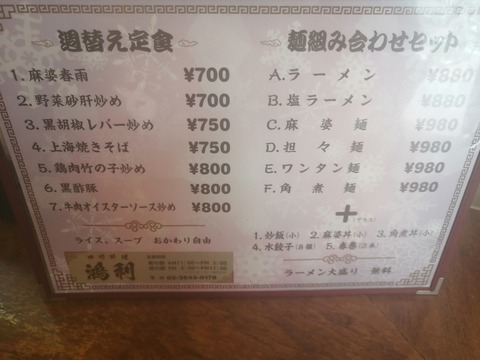 週替え定食
1.麻婆春雨 ¥700
2.野菜砂肝炒め ¥700
3.黒胡椒レバー炒め ¥750
4.上海焼きそば ¥750
5.鶏肉竹の子炒め ¥800
6.黒酢豚 ¥800
7.牛肉オイスターソース炒め ¥800
ライス、スープ おかわり自由
鴻利
麺組み合わせセット
A.ラーメン ¥880
B.塩ラーメン ¥880
C.麻婆麺 ¥980
D.担々麺 ¥980
E.ワンタン麺 ¥980
F.角煮麺 ¥980
+
1.炒飯(小) 2.麻婆丼(小) 3.角煮丼(小)
4.水餃子 5.春巻
ラーメン大盛り 無料